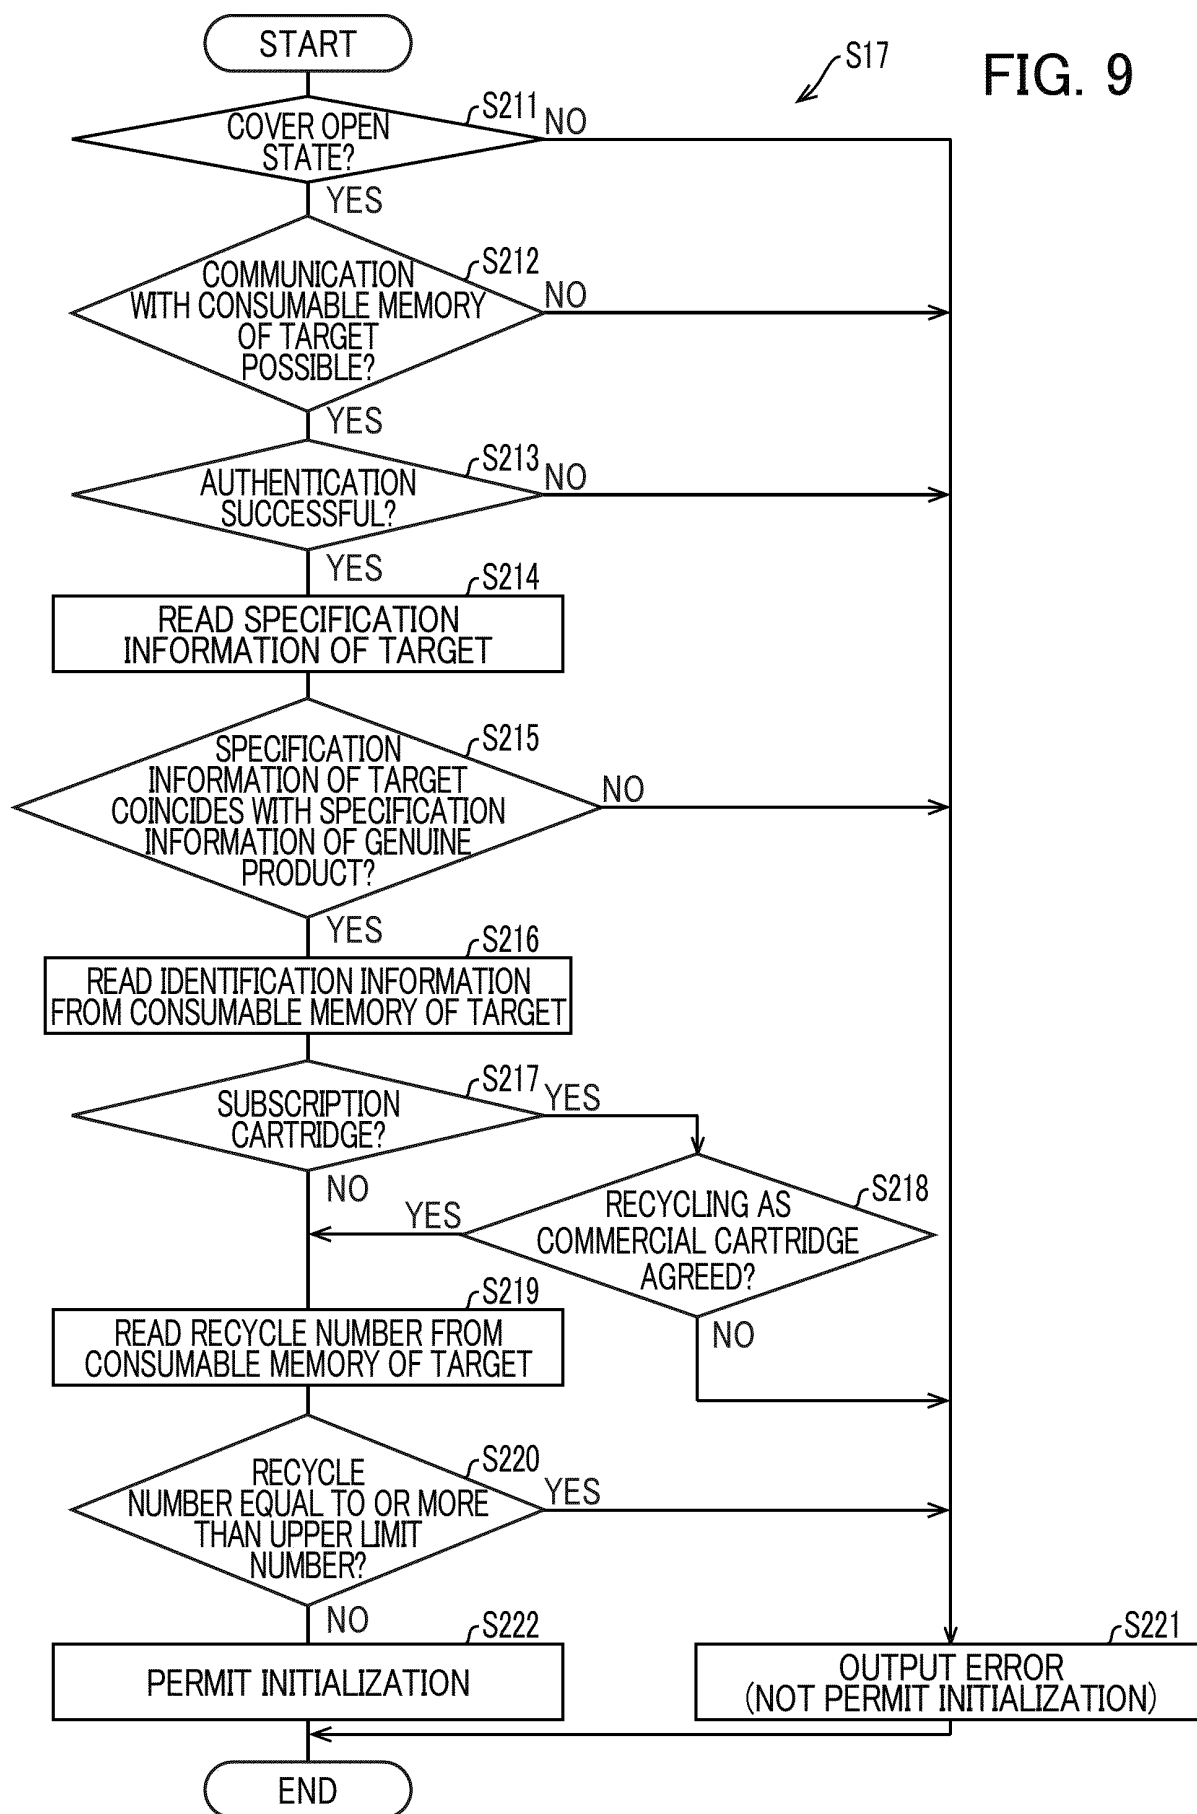 START
S17
FIG. 9
S211
COVER OPEN
STATE?
NO
YES
S212
COMMUNICATION
WITH CONSUMABLE MEMORY
OF TARGET
POSSIBLE?
NO
YES
S213
AUTHENTICATION
SUCCESSFUL?
NO
YES
S214
READ SPECIFICATION
INFORMATION OF TARGET
S215
SPECIFICATION
INFORMATION OF TARGET
COINCIDES WITH SPECIFICATION
INFORMATION OF GENUINE
PRODUCT?
NO
YES
S216
READ IDENTIFICATION INFORMATION
FROM CONSUMABLE MEMORY OF TARGET
S217
SUBSCRIPTION
CARTRIDGE?
YES
NO
S218
RECYCLING AS
COMMERCIAL CARTRIDGE
AGREED?
YES
NO
S219
READ RECYCLE NUMBER FROM
CONSUMABLE MEMORY OF TARGET
S220
RECYCLE
NUMBER EQUAL TO OR MORE
THAN UPPER LIMIT
NUMBER?
YES
NO
S222
PERMIT INITIALIZATION
S221
OUTPUT ERROR
(NOT PERMIT INITIALIZATION)
END